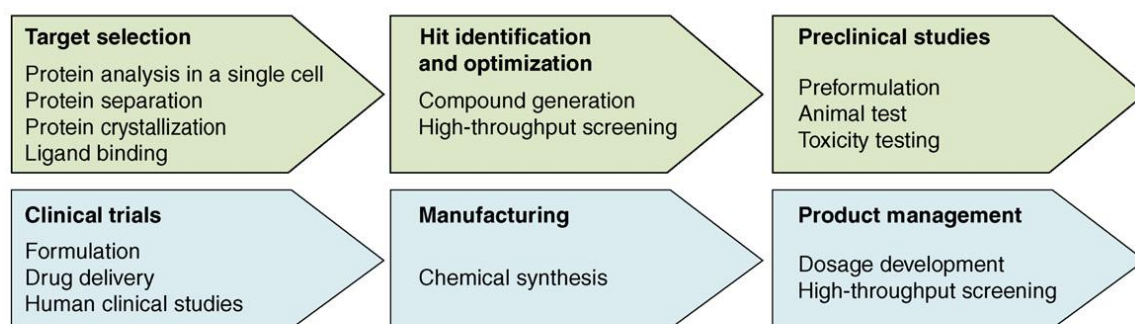 Target selection
Protein analysis in a single cell
Protein separation
Protein crystallization
Ligand binding
Hit identification
and optimization
Compound generation
High-throughput screening
Preclinical studies
Preformulation
Animal test
Toxicity testing
Clinical trials
Formulation
Drug delivery
Human clinical studies
Manufacturing
Chemical synthesis
Product management
Dosage development
High-throughput screening